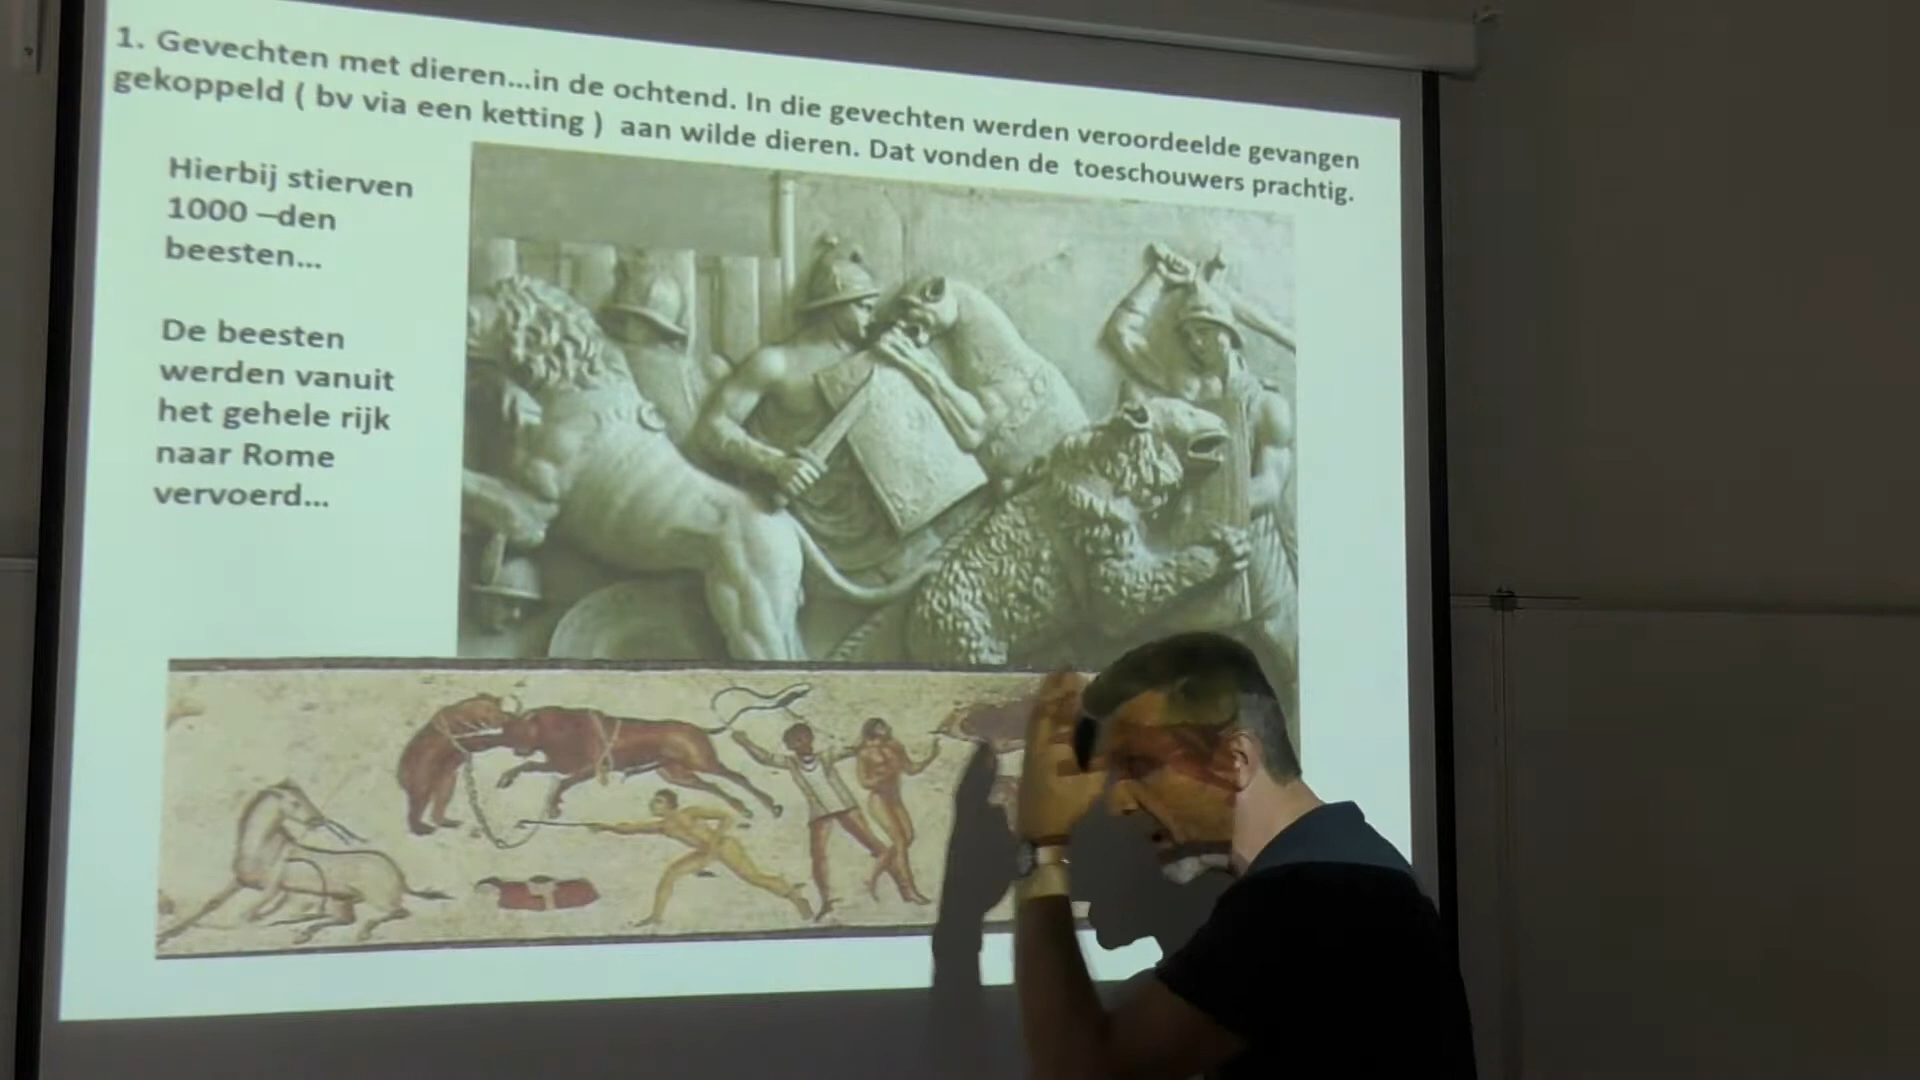 1. Gevechten met dieren...in de ochtend. In die gevechten werden veroordeelde gevangen
gekoppeld ( bv via een ketting ) aan wilde dieren. Dat vonden de toeschouwers prachtig.
Hierbij stierven
1000 –den
beesten...
De beesten
werden vanuit
het gehele rijk
naar Rome
vervoerd...